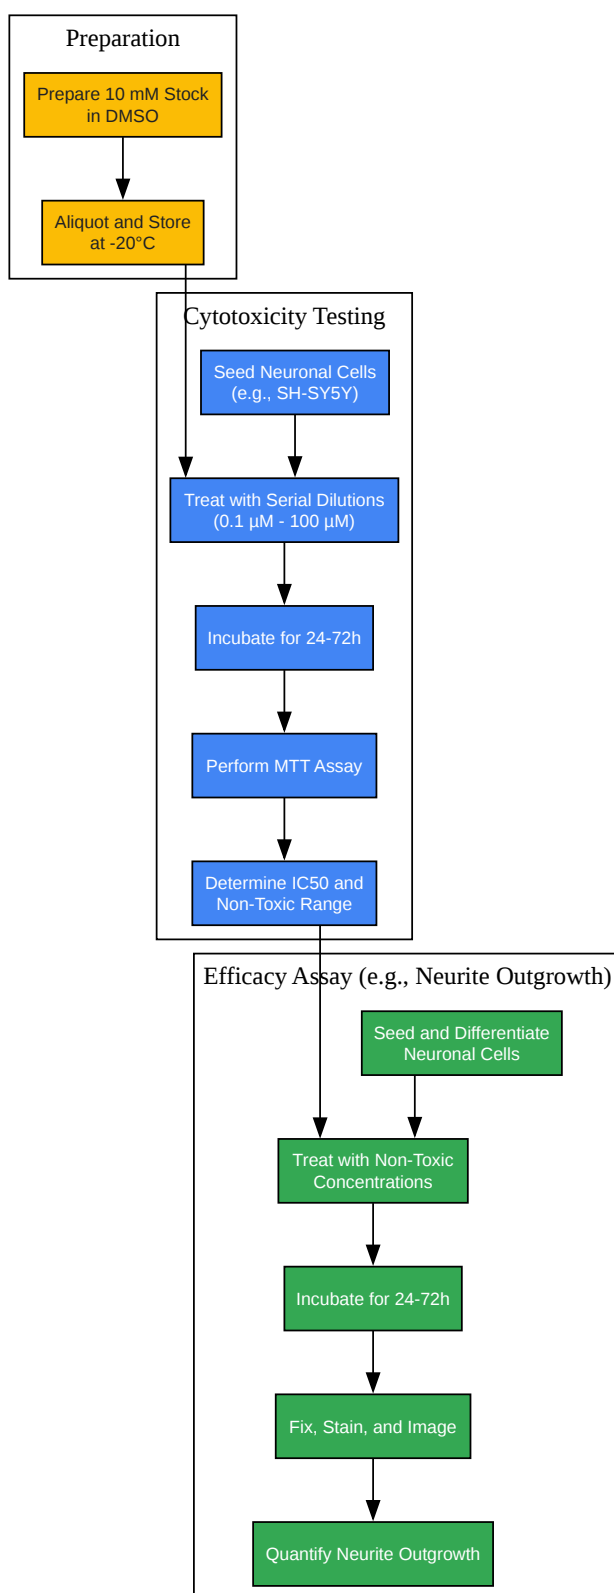 Preparation
Prepare 10 mM Stock
in DMSO
Aliquot and Store
at -20°C
Cytotoxicity Testing
Seed Neuronal Cells
(e.g., SH-SY5Y)
Treat with Serial Dilutions
(0.1 µM - 100 µM)
Incubate for 24-72h
Perform MTT Assay
Determine IC50 and
Non-Toxic Range
Efficacy Assay (e.g., Neurite Outgrowth)
Seed and Differentiate
Neuronal Cells
Treat with Non-Toxic
Concentrations
Incubate for 24-72h
Fix, Stain, and Image
Quantify Neurite Outgrowth